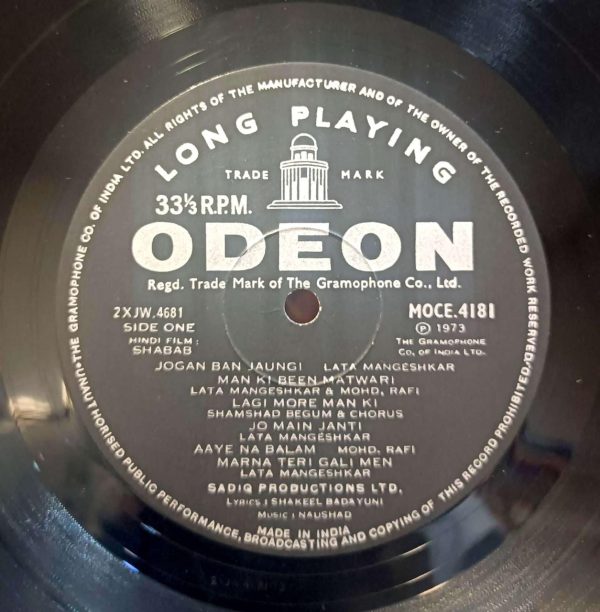 THE GRAMOPHONE CO. OF INDIA LTD. ALL RIGHTS OF THE MANUFACTURER AND OF THE OWNER OF THE RECORDED WORK RESERVED.
UNAUTHORISED PUBLIC PERFORMANCE, BROADCASTING AND COPYING OF THIS RECORD PROHIBITED.
LONG PLAYING
TRADE MARK
33⅓ R.P.M.
ODEON
Regd. Trade Mark of The Gramophone Co., Ltd.
2XJW.4681 MOCE.4181
SIDE ONE ℗ 1973
HINDI FILM : THE GRAMOPHONE
SHABAB CO. OF INDIA LTD.
JOGAN BAN JAUNGI LATA MANGESHKAR
MAN KI BEEN MATWARI
LATA MANGESHKAR & MOHD. RAFI
LAGI MORE MAN KI
SHAMSHAD BEGUM & CHORUS
JO MAIN JANTI
LATA MANGESHKAR
AAYE NA BALAM MOHD. RAFI
MARNA TERI GALI MEN
LATA MANGESHKAR
SADIQ PRODUCTIONS LTD.
LYRICS : SHAKEEL BADAYUNI
MUSIC : NAUSHAD
MADE IN INDIA